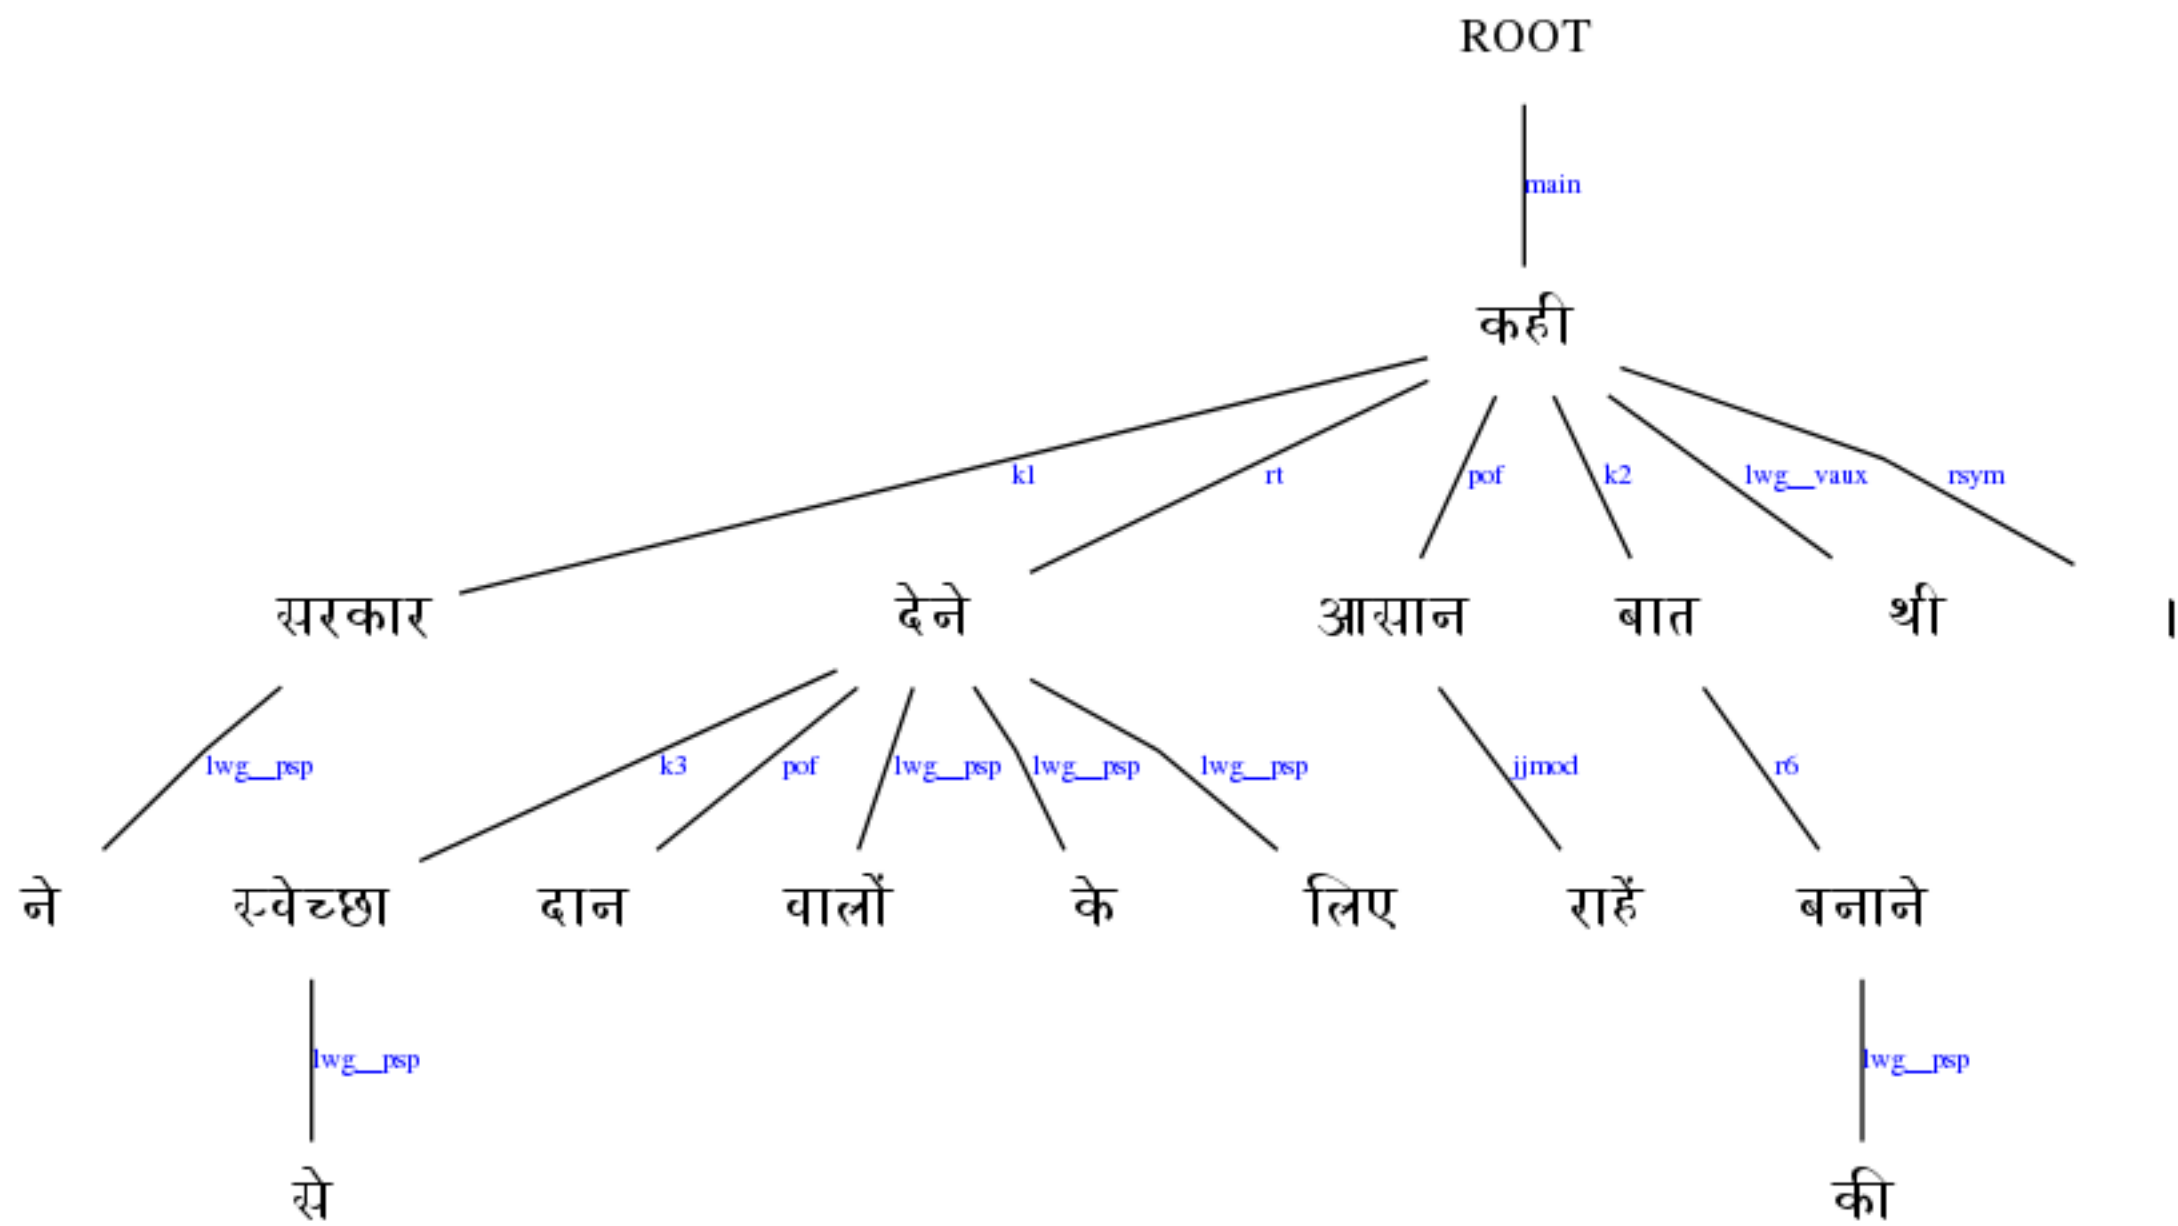 ROOT
main
कही
k1 rt pof k2 lwg__vaux rsym
सरकार देने आसान बात थी ।
lwg__psp k3 pof lwg__psp lwg__psp lwg__psp jjmod r6
ने स्वेच्छा दान वालों के लिए राहें बनाने
lwg__psp lwg__psp
से की